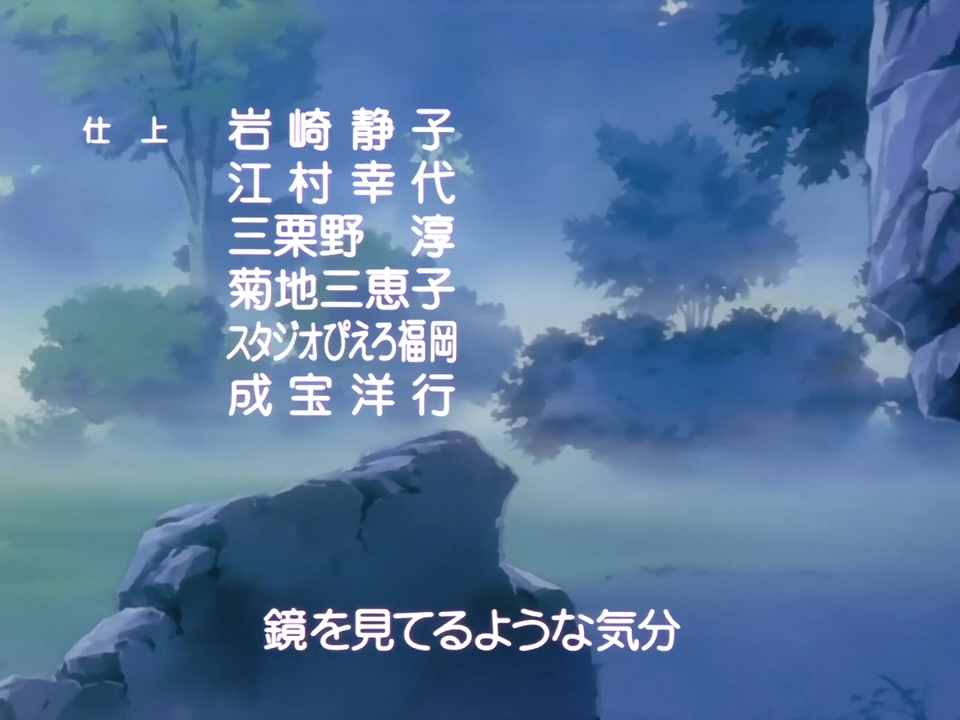 仕上 岩崎静子
江村幸代
三栗野 淳
菊地三恵子
スタジオぴえろ福岡
成宝洋行
鏡を見てるような気分